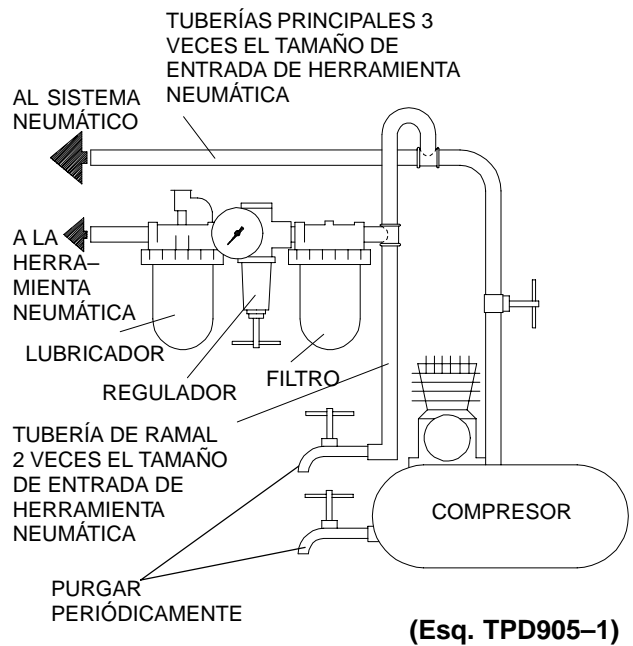 TUBERÍAS PRINCIPALES 3
VECES EL TAMAÑO DE
ENTRADA DE HERRAMIENTA
NEUMÁTICA
AL SISTEMA
NEUMÁTICO
A LA
HERRA–
MIENTA
NEUMÁTICA
LUBRICADOR
REGULADOR
FILTRO
TUBERÍA DE RAMAL
2 VECES EL TAMAÑO
DE ENTRADA DE
HERRAMIENTA
NEUMÁTICA
COMPRESOR
PURGAR
PERIÓDICAMENTE
(Esq. TPD905–1)